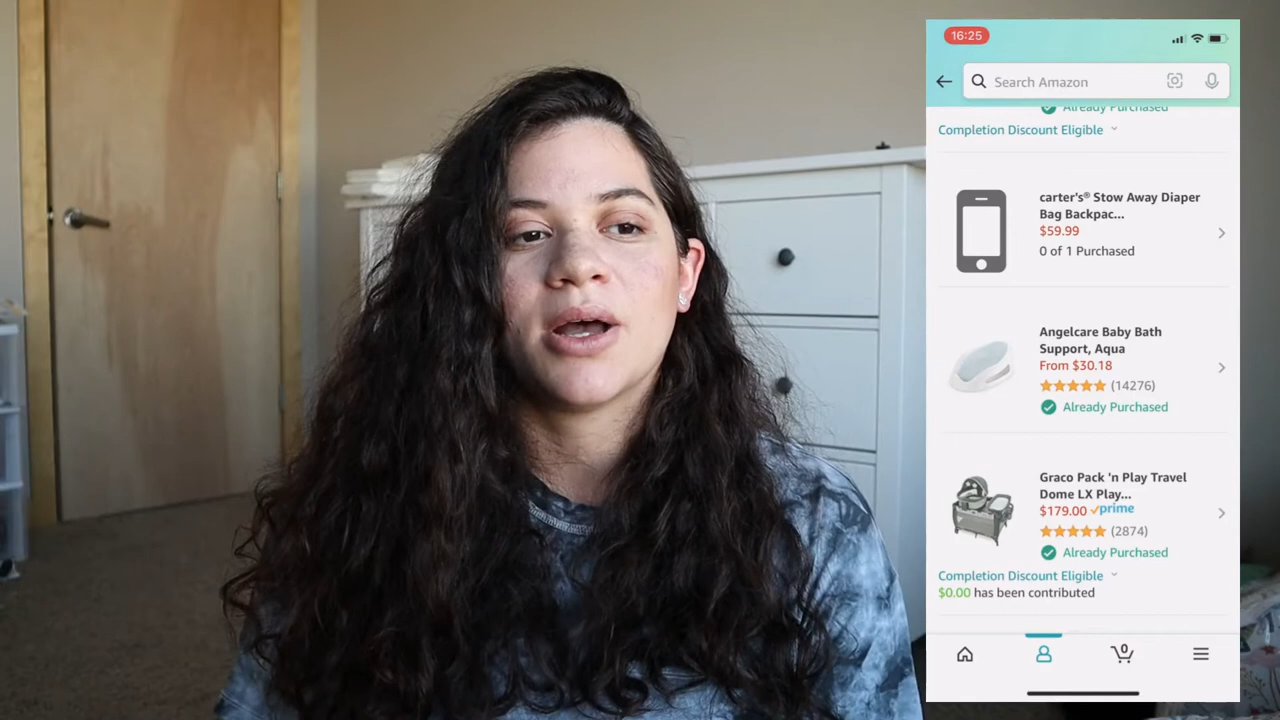 16:25
Search Amazon
Already Purchased
Completion Discount Eligible
carter's® Stow Away Diaper
Bag Backpac...
$59.99
0 of 1 Purchased
Angelcare Baby Bath
Support, Aqua
From $30.18
(14276)
Already Purchased
Graco Pack 'n Play Travel
Dome LX Play...
$179.00 prime
(2874)
Already Purchased
Completion Discount Eligible
$0.00 has been contributed
0